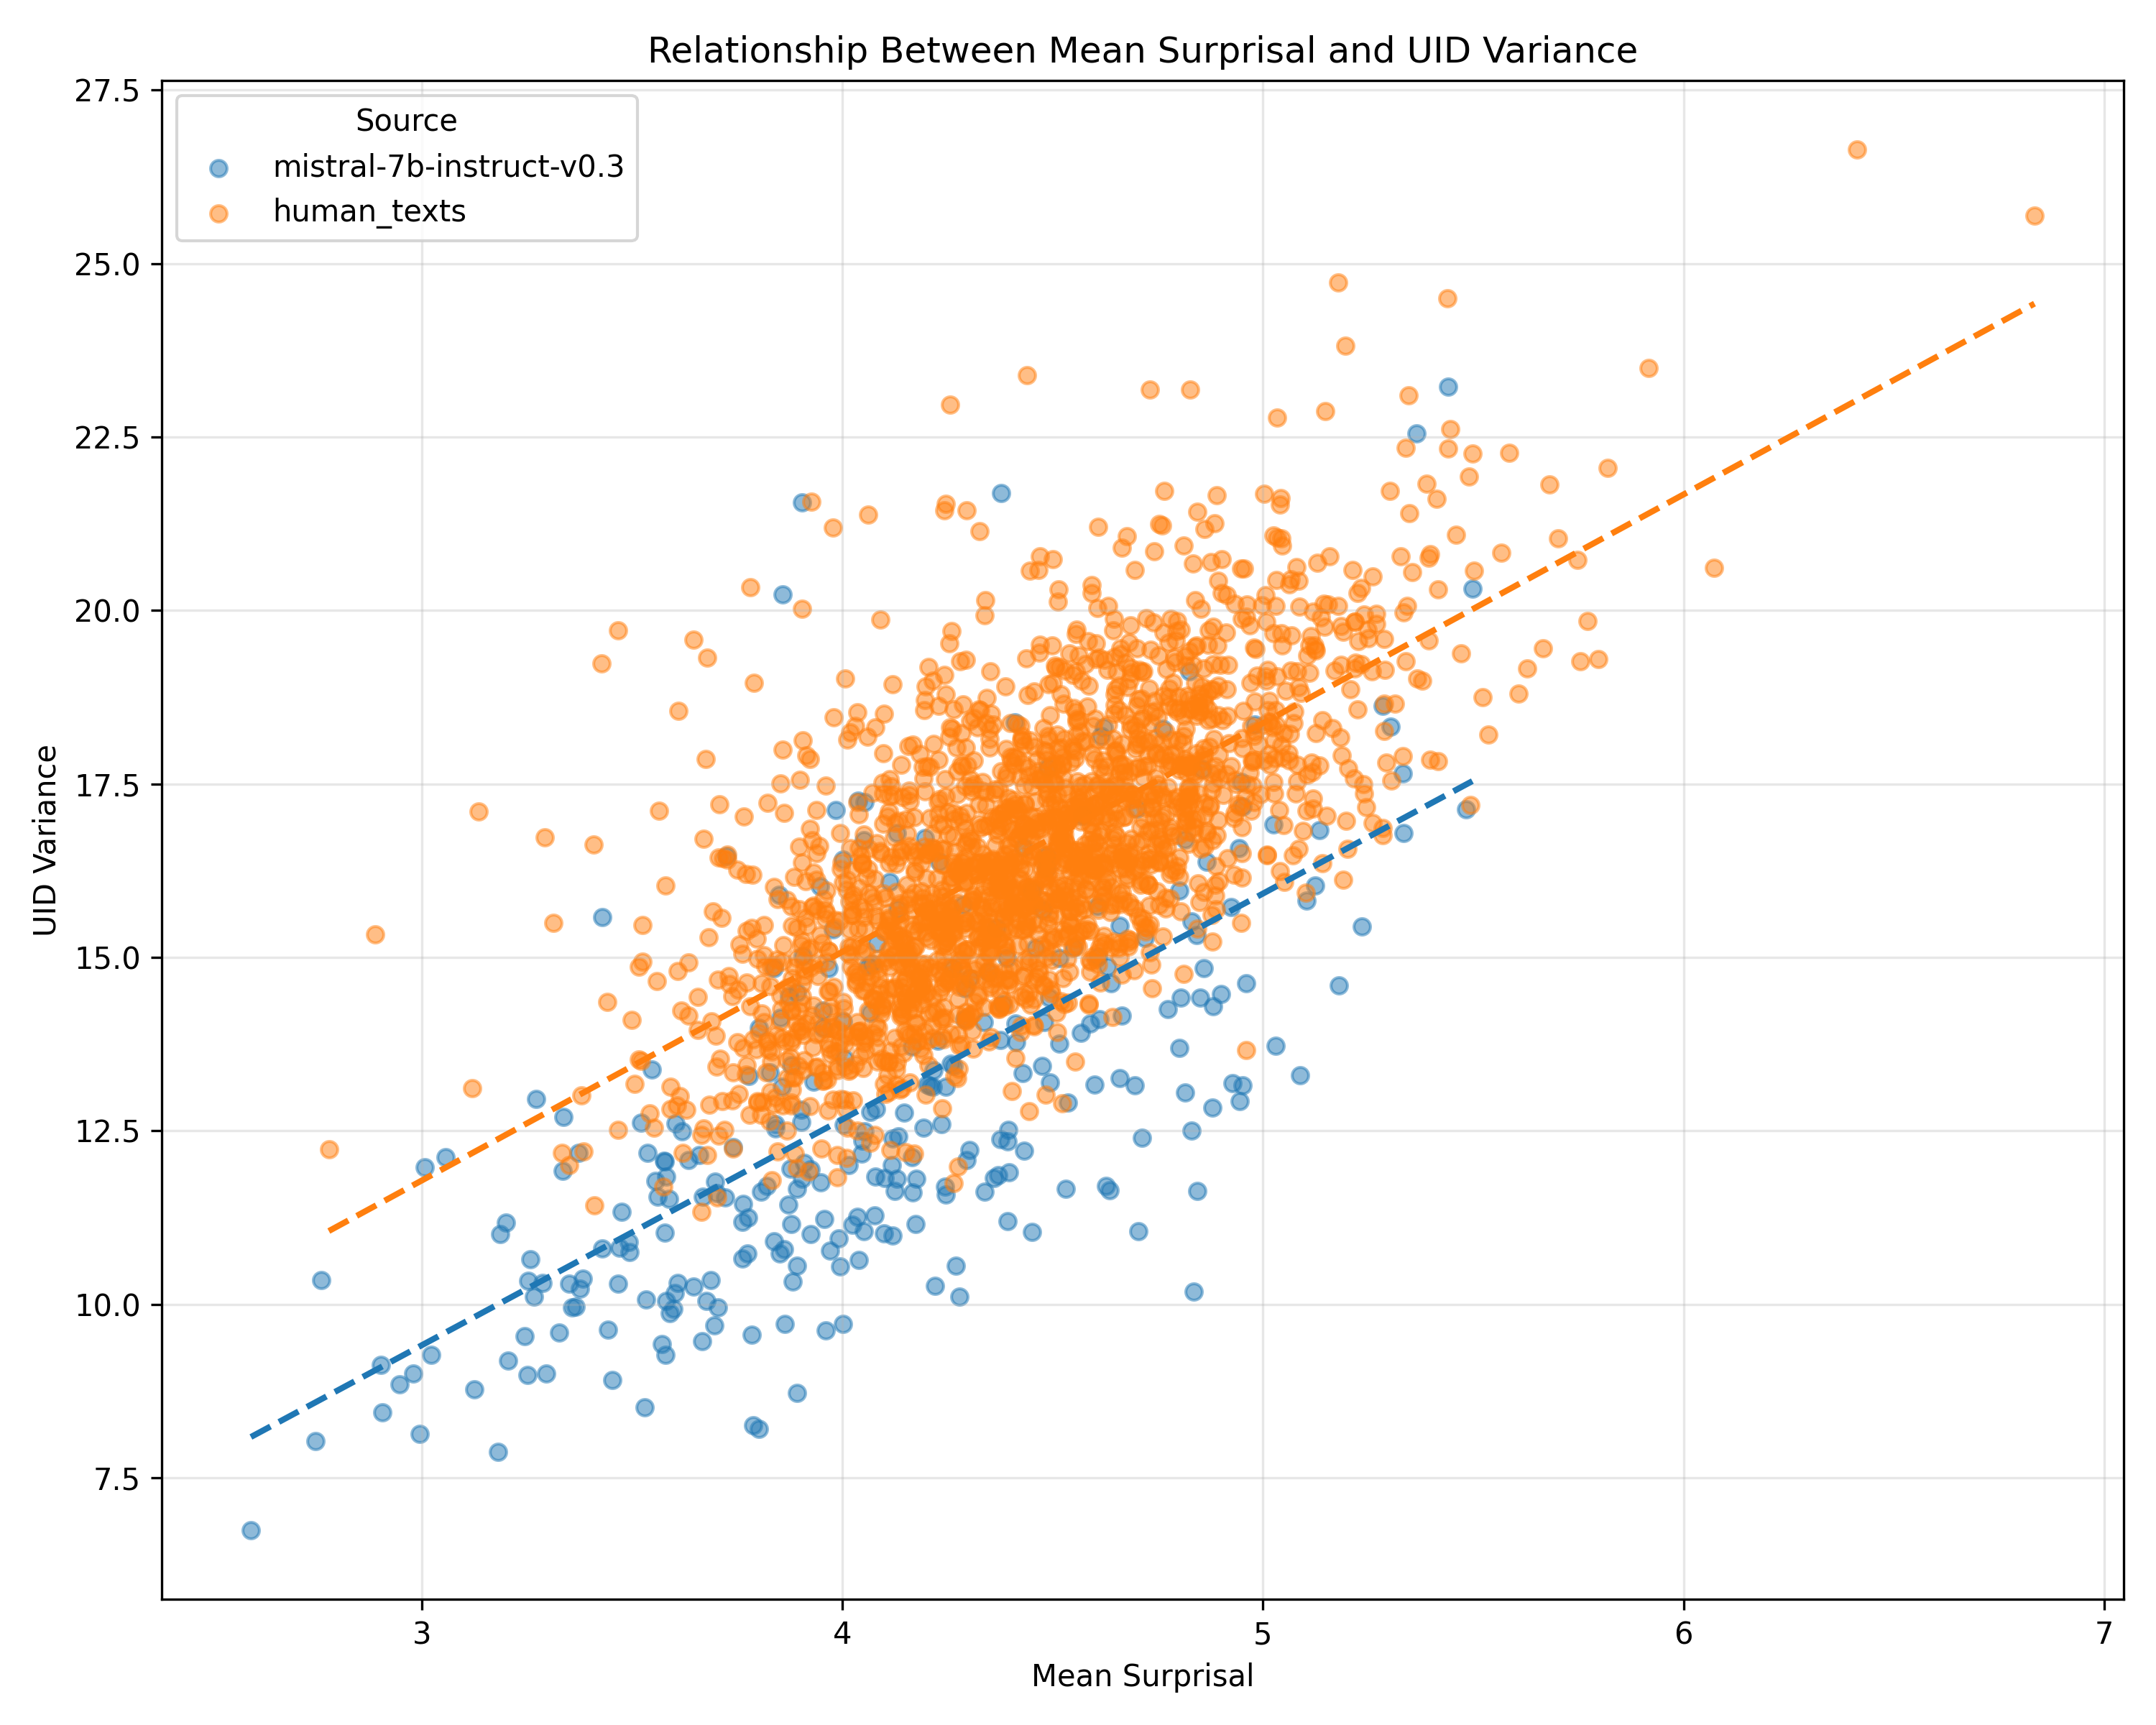 Relationship Between Mean Surprisal and UID Variance
Source
mistral-7b-instruct-v0.3
human_texts
27.5
25.0
22.5
20.0
17.5
15.0
12.5
10.0
7.5
UID Variance
3
4
5
6
7
Mean Surprisal